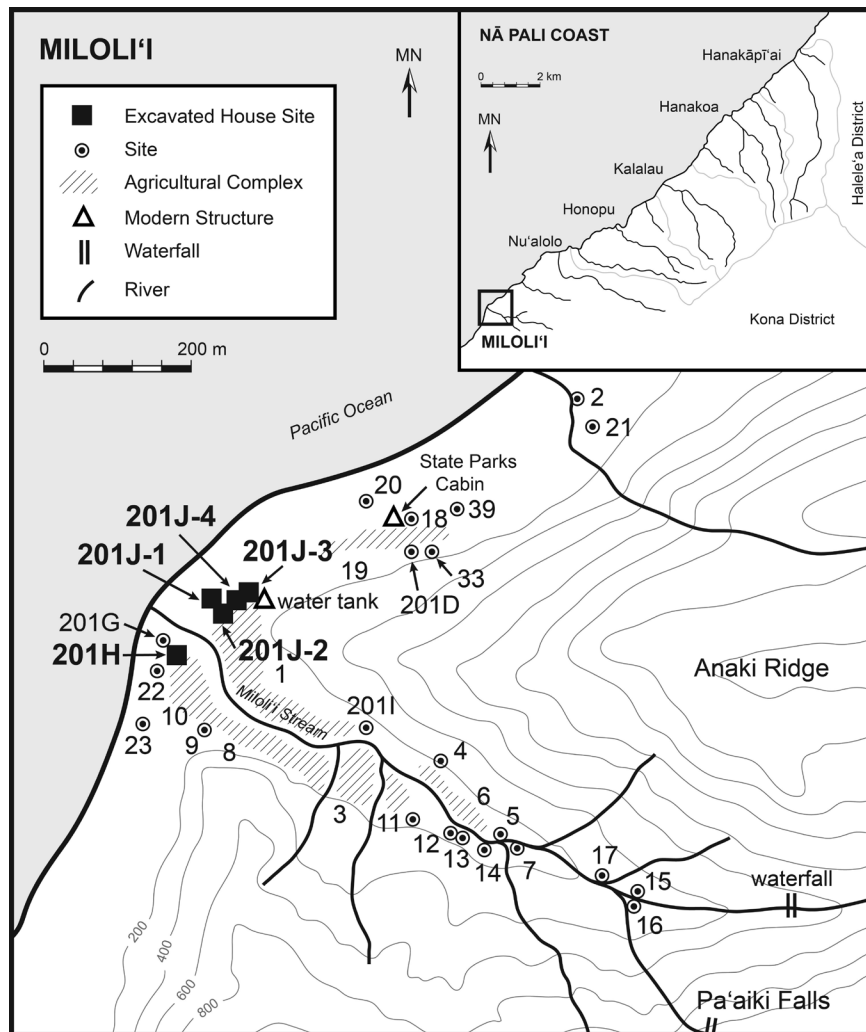 MILOLI‘I
MN
Excavated House Site
Site
Agricultural Complex
Modern Structure
Waterfall
River
0 200 m
NĀ PALI COAST
0 2 km
MN
Hanakāpī‘ai
Hanakoa
Kalalau
Honopu
Nu‘alolo
MILOLI‘I
Halele‘a District
Kona District
Pacific Ocean
2
21
State Parks
Cabin
20
18
39
201J-4
201J-1
201J-3
19
201D
33
water tank
201G
201H
201J-2
1
22
10
23
9
8
Miloli‘i Stream
201I
Anaki Ridge
4
6
3
11
5
12
13
14
7
17
15
16
waterfall
Pa‘aiki Falls
200
400
600
800